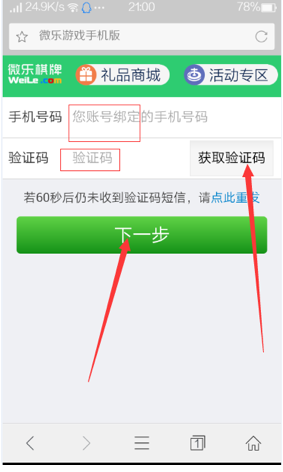 24.9K/s 21:00 78%
微乐游戏手机版
微乐棋牌 礼品商城 活动专区
WeiLe.com
手机号码 您账号绑定的手机号码
验证码 验证码 获取验证码
若60秒后仍未收到验证码短信，请点此重发
下一步
1